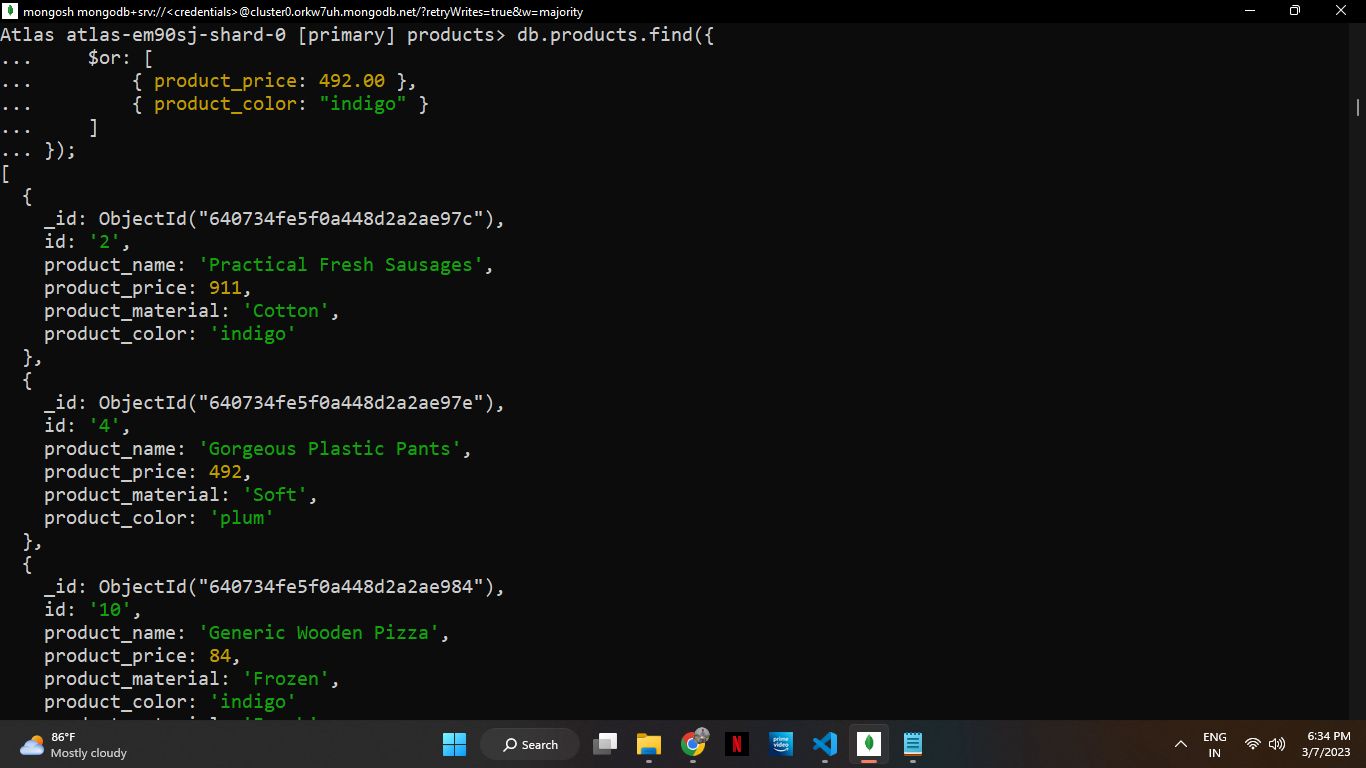 mongosh mongodb+srv://<credentials>@cluster0.orkw7uh.mongodb.net/?retryWrites=true&w=majority
Atlas atlas-em90sj-shard-0 [primary] products> db.products.find({
...     $or: [
...         { product_price: 492.00 },
...         { product_color: "indigo" }
...     ]
... });
[
  {
    _id: ObjectId("640734fe5f0a448d2a2ae97c"),
    id: '2',
    product_name: 'Practical Fresh Sausages',
    product_price: 911,
    product_material: 'Cotton',
    product_color: 'indigo'
  },
  {
    _id: ObjectId("640734fe5f0a448d2a2ae97e"),
    id: '4',
    product_name: 'Gorgeous Plastic Pants',
    product_price: 492,
    product_material: 'Soft',
    product_color: 'plum'
  },
  {
    _id: ObjectId("640734fe5f0a448d2a2ae984"),
    id: '10',
    product_name: 'Generic Wooden Pizza',
    product_price: 84,
    product_material: 'Frozen',
    product_color: 'indigo'
86°F
Mostly cloudy
Search
N
prime video
ENG
IN
6:34 PM
3/7/2023